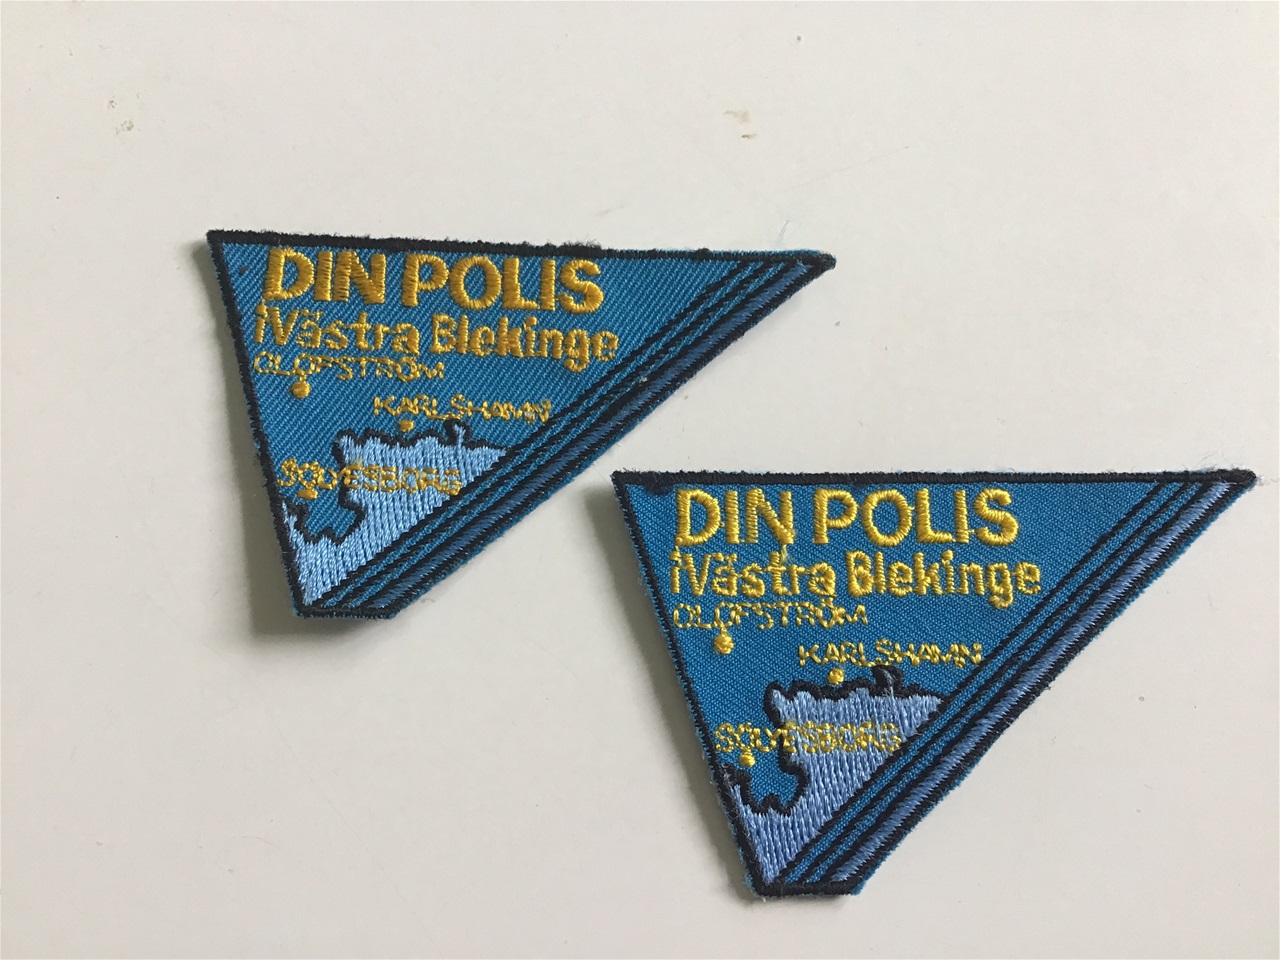 DIN POLIS
iVästra Blekinge
OLOFSTRÖM
KARLSHAMN
SÖLVESBORG
DIN POLIS
iVästra Blekinge
OLOFSTRÖM
KARLSHAMN
SÖLVESBORG